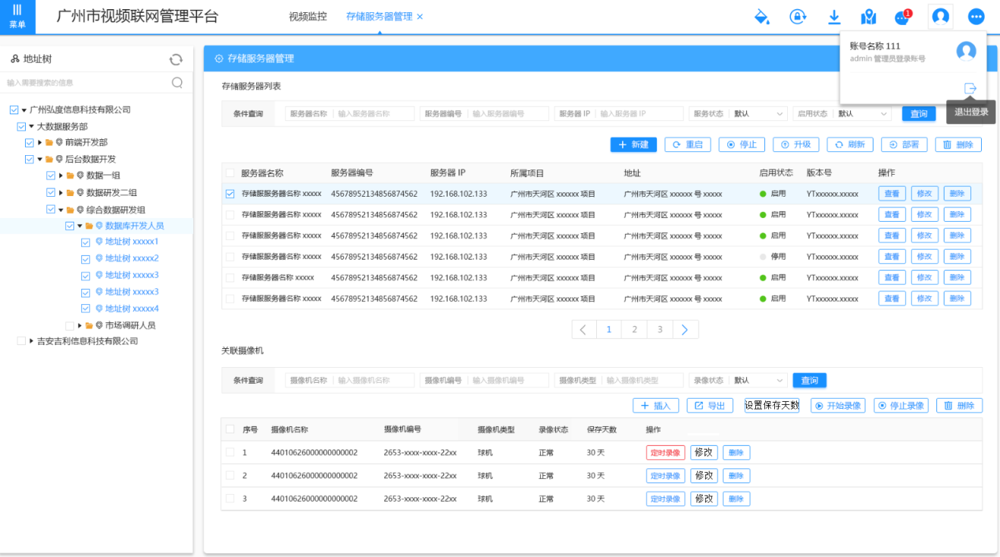 菜单
广州市视频联网管理平台
视频监控 存储服务器管理 ×
1
账号名称 111
admin 管理员登录账号
退出登录
地址树
输入需要搜索的信息
广州弘度信息科技有限公司
大数据服务部
前端开发部
后台数据开发
数据一组
数据研发二组
综合数据研发组
数据库开发人员
地址树 xxxxx1
地址树 xxxxx2
地址树 xxxxx3
地址树 xxxxx3
地址树 xxxxx4
市场调研人员
吉安吉利信息科技有限公司
存储服务器管理
存储服务器列表
条件查询 服务器名称 输入服务器名称 服务器编号 输入服务器编号 服务器 IP 输入服务器 IP 服务状态 默认 启用状态 默认 查询
新建 重启 停止 升级 刷新 部署 删除
服务器名称 服务器编号 服务器 IP 所属项目 地址 启用状态 版本号 操作
存储服服务器名称 xxxxx 45678952134856874562 192.168.102.133 广州市天河区 xxxxxx 项目 广州市天河区 xxxxxx 号 xxxxx 启用 YTxxxxxx.xxxxx 查看 修改 删除
存储服服务器名称 xxxxx 45678952134856874562 192.168.102.133 广州市天河区 xxxxxx 项目 广州市天河区 xxxxxx 号 xxxxx 启用 YTxxxxxx.xxxxx 查看 修改 删除
存储服服务器名称 xxxxx 45678952134856874562 192.168.102.133 广州市天河区 xxxxxx 项目 广州市天河区 xxxxxx 号 xxxxx 启用 YTxxxxxx.xxxxx 查看 修改 删除
存储服服务器名称 xxxxx 45678952134856874562 192.168.102.133 广州市天河区 xxxxxx 项目 广州市天河区 xxxxxx 号 xxxxx 停用 YTxxxxxx.xxxxx 查看 修改 删除
存储服务器名称 xxxxx 45678952134856874562 192.168.102.133 广州市天河区 xxxxxx 项目 广州市天河区 xxxxxx 号 xxxxx 启用 YTxxxxxx.xxxxx 查看 修改 删除
存储服服务器名称 xxxxx 45678952134856874562 192.168.102.133 广州市天河区 xxxxxx 项目 广州市天河区 xxxxxx 号 xxxxx 启用 YTxxxxxx.xxxxx 查看 修改 删除
1 2 3
关联摄像机
条件查询 摄像机名称 输入摄像机名称 摄像机编号 输入摄像机编号 摄像机类型 输入摄像机类型 录像状态 默认 查询
插入 导出 设置保存天数 开始录像 停止录像 删除
序号 摄像机名称 摄像机编号 摄像机类型 录像状态 保存天数 操作
1 44010626000000000002 2653-xxxx-xxxx-22xx 球机 正常 30 天 定时录像 修改 删除
2 44010626000000000002 2653-xxxx-xxxx-22xx 球机 正常 30 天 定时录像 修改 删除
3 44010626000000000002 2653-xxxx-xxxx-22xx 球机 正常 30 天 定时录像 修改 删除